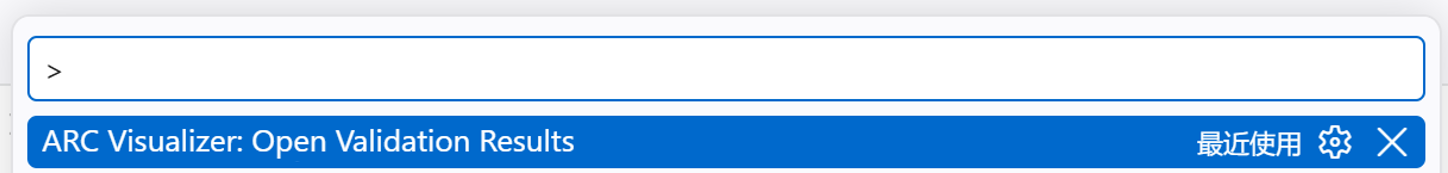 >
ARC Visualizer: Open Validation Results 最近使用